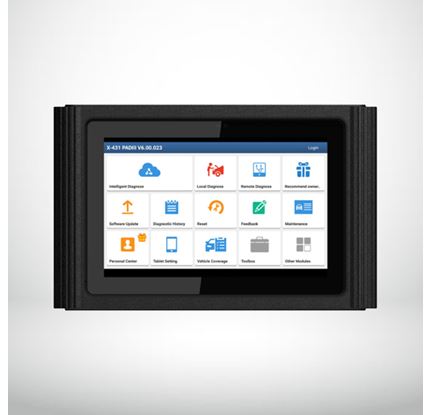 X-431 PADIII V6.00.023 Login
Intelligent Diagnose Local Diagnose Remote Diagnose Recommend owner.
Software Update Diagnostic History Reset Feedback Maintenance
Personal Center Tablet Setting Vehicle Coverage Toolbox Other Modules